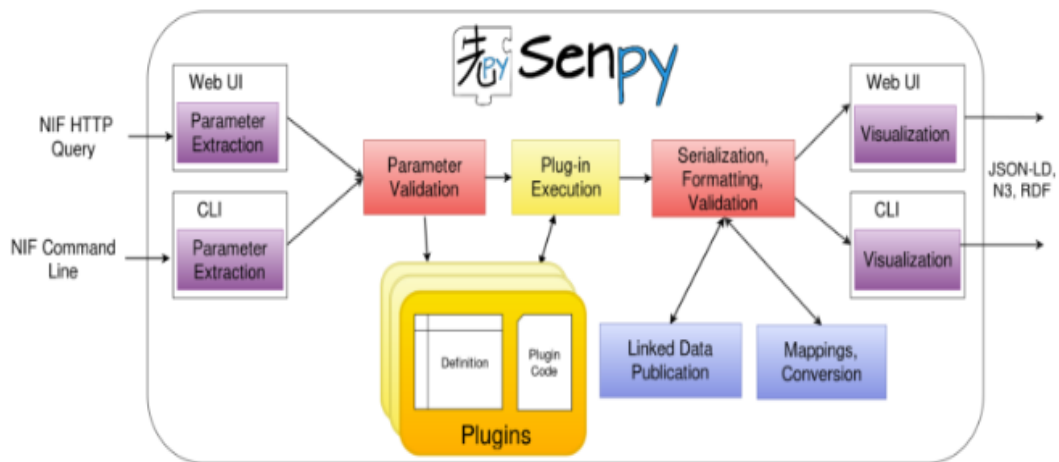 先
py
Senpy
Web UI
Parameter
Extraction
NIF HTTP
Query
CLI
Parameter
Extraction
NIF Command
Line
Parameter
Validation
Plug-in
Execution
Serialization,
Formatting,
Validation
Web UI
Visualization
CLI
Visualization
JSON-LD,
N3, RDF
Definition
Plugin
Code
Plugins
Linked Data
Publication
Mappings,
Conversion